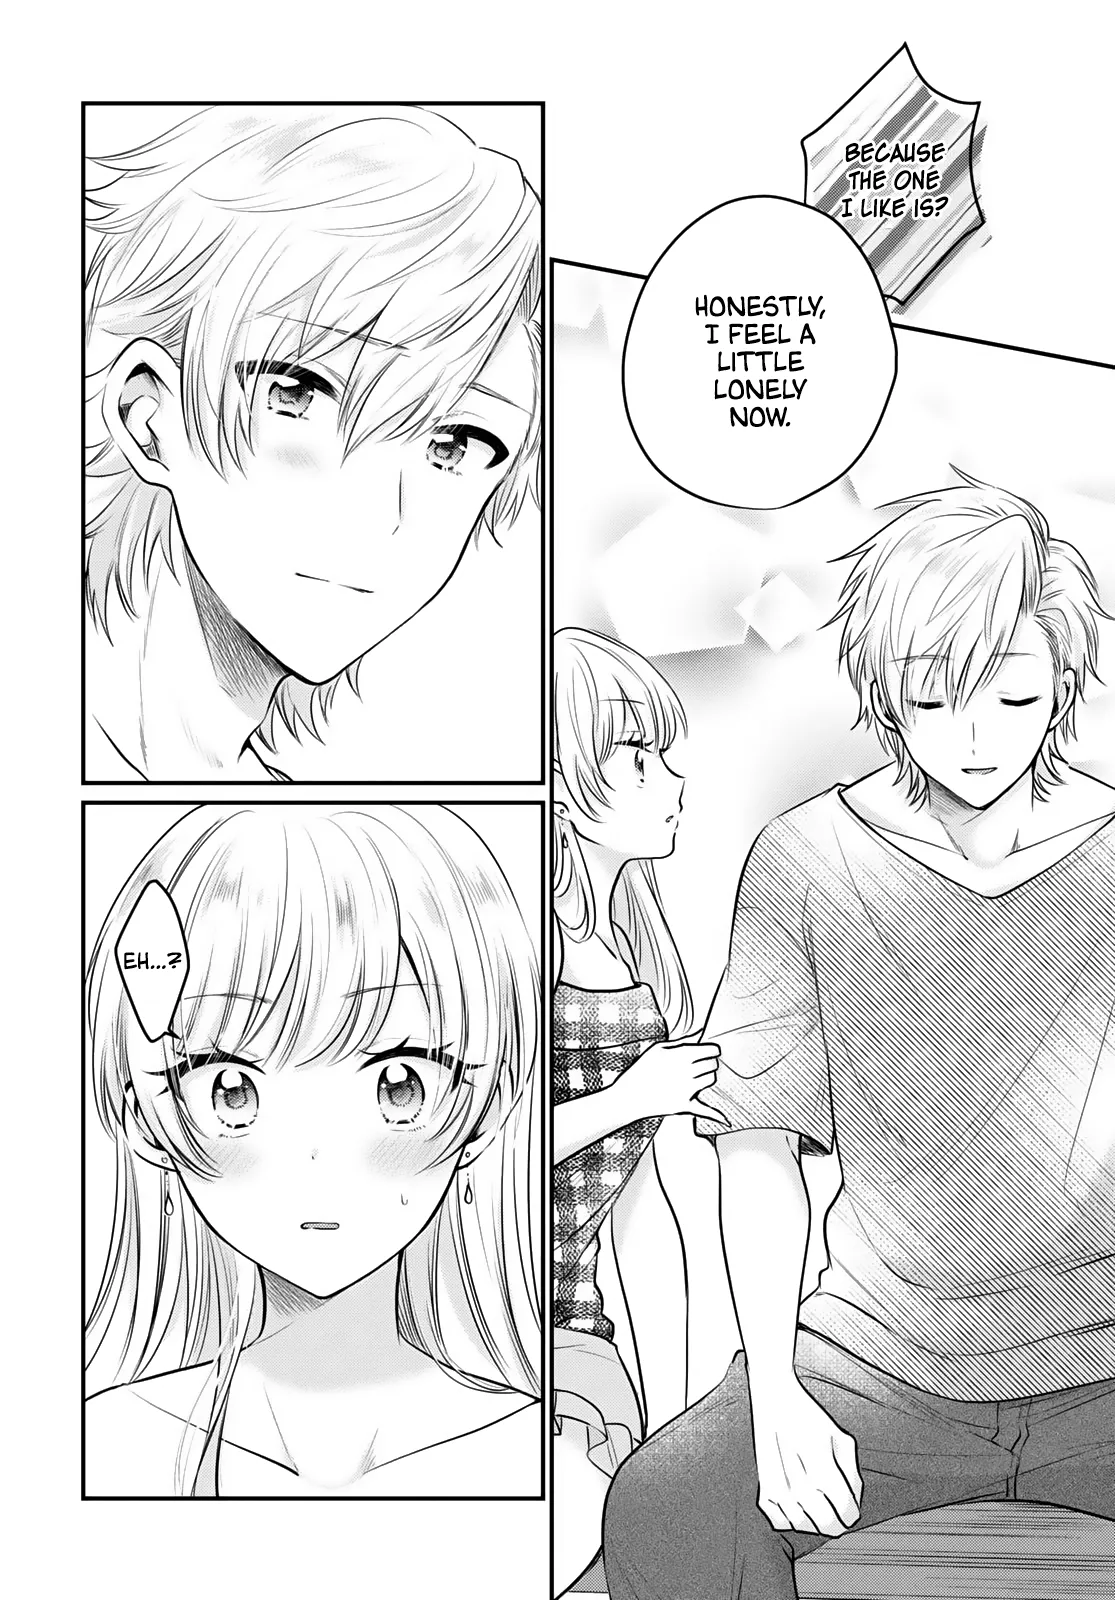 BECAUSE
THE ONE
I LIKE IS?
HONESTLY,
I FEEL A
LITTLE
LONELY
NOW.
EH...?